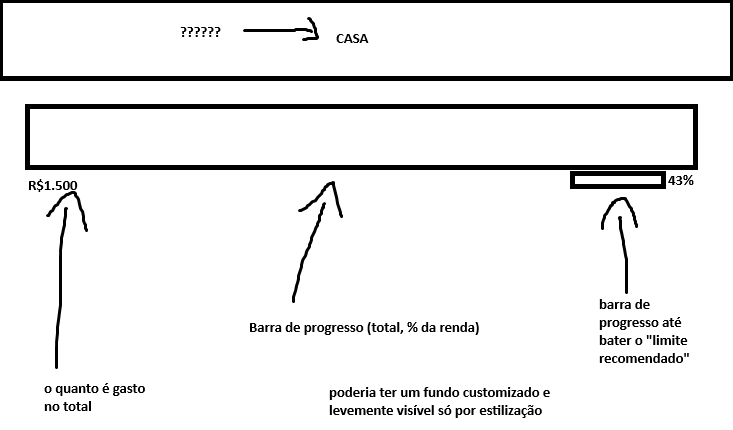 ?????? CASA
R$1.500
43%
Barra de progresso (total, % da renda)
barra de
progresso até
bater o "limite
recomendado"
o quanto é gasto
no total
poderia ter um fundo customizado e
levemente visível só por estilização